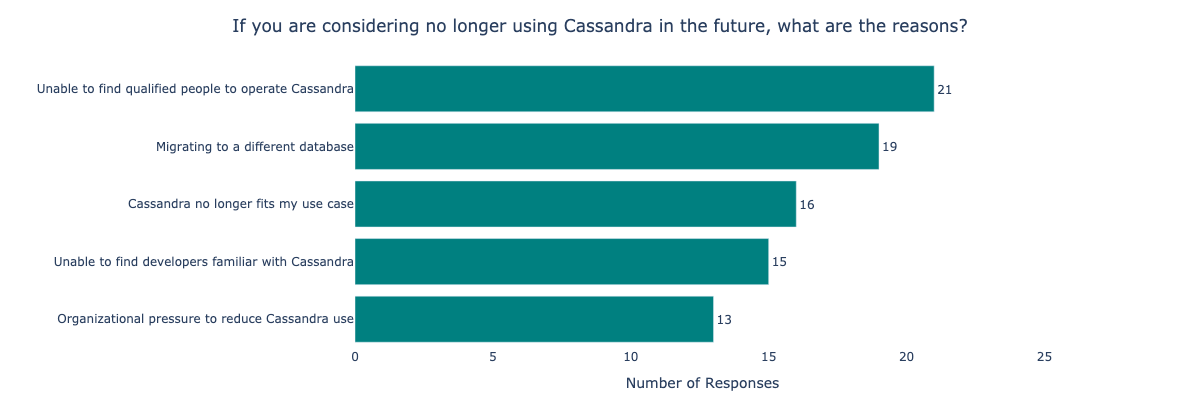 If you are considering no longer using Cassandra in the future, what are the reasons?
Unable to find qualified people to operate Cassandra 21
Migrating to a different database 19
Cassandra no longer fits my use case 16
Unable to find developers familiar with Cassandra 15
Organizational pressure to reduce Cassandra use 13
0 5 10 15 20 25
Number of Responses